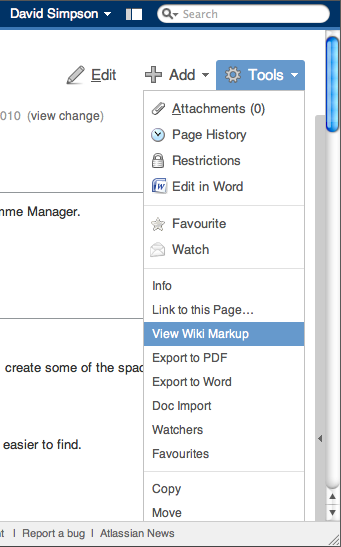 David Simpson
Search
Edit
Add
Tools
010 (view change)
Attachments (0)
Page History
Restrictions
Edit in Word
Favourite
Watch
mme Manager.
Info
Link to this Page...
View Wiki Markup
Export to PDF
create some of the spac
Export to Word
Doc Import
Watchers
easier to find.
Favourites
Copy
Move
t | Report a bug | Atlassian News